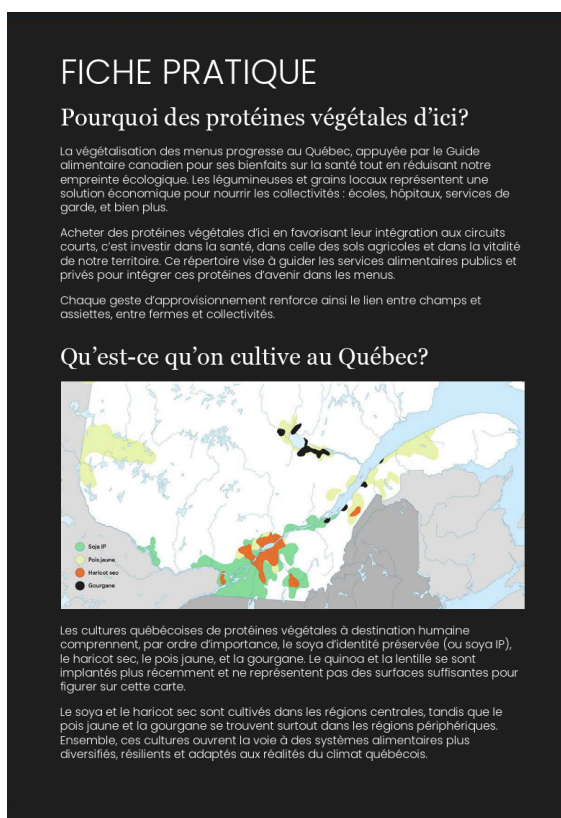 FICHE PRATIQUE
Pourquoi des protéines végétales d’ici?
La végétalisation des menus progresse au Québec, appuyée par le Guide
alimentaire canadien pour ses bienfaits sur la santé tout en réduisant notre
empreinte écologique. Les légumineuses et grains locaux représentent une
solution économique pour nourrir les collectivités : écoles, hôpitaux, services de
garde, et bien plus.
Acheter des protéines végétales d’ici en favorisant leur intégration aux circuits
courts, c’est investir dans la santé, dans celle des sols agricoles et dans la vitalité
de notre territoire. Ce répertoire vise à guider les services alimentaires publics et
privés pour intégrer ces protéines d’avenir dans les menus.
Chaque geste d’approvisionnement renforce ainsi le lien entre champs et
assiettes, entre fermes et collectivités.
Qu’est-ce qu’on cultive au Québec?
Soja IP
Pois jaune
Haricot sec
Gourgane
Les cultures québécoises de protéines végétales à destination humaine
comprennent, par ordre d’importance, le soya d’identité préservée (ou soya IP),
le haricot sec, le pois jaune, et la gourgane. Le quinoa et la lentille se sont
implantés plus récemment et ne représentent pas des surfaces suffisantes pour
figurer sur cette carte.
Le soya et le haricot sec sont cultivés dans les régions centrales, tandis que le
pois jaune et la gourgane se trouvent surtout dans les régions périphériques.
Ensemble, ces cultures ouvrent la voie à des systèmes alimentaires plus
diversifiés, résilients et adaptés aux réalités du climat québécois.